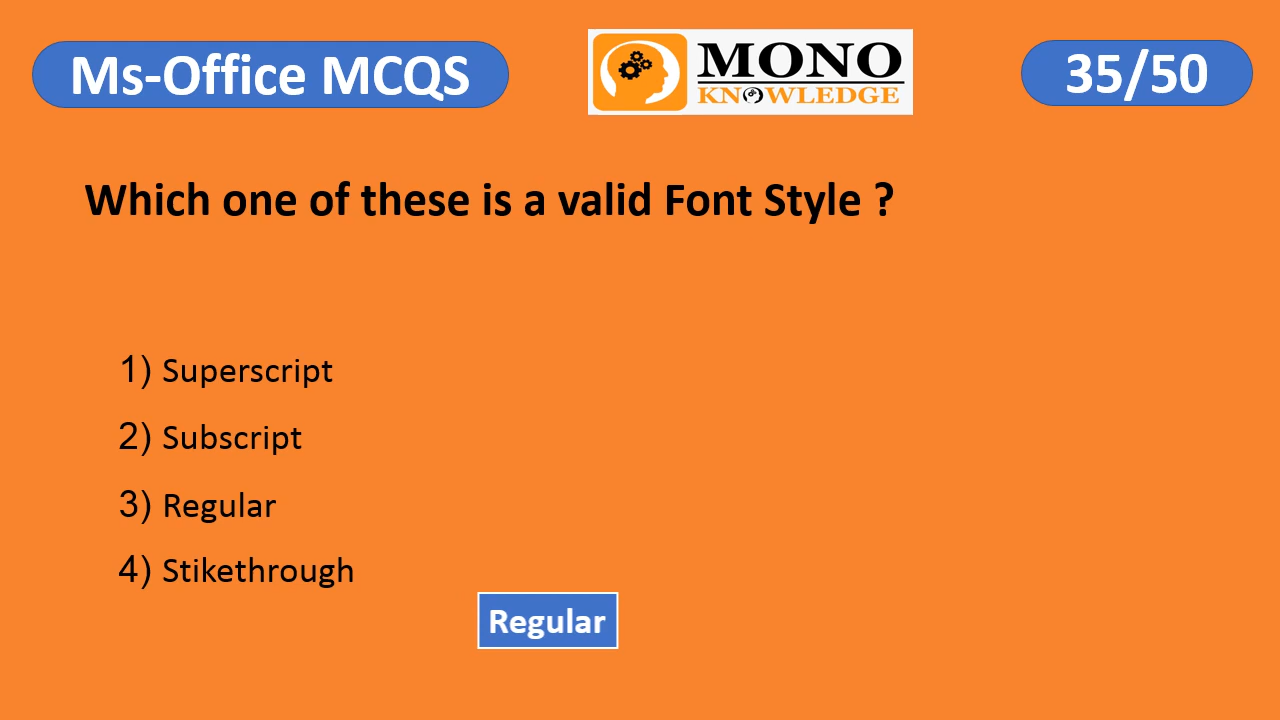 Ms-Office MCQS
MONO
KNOWLEDGE
35/50
Which one of these is a valid Font Style ?
1) Superscript
2) Subscript
3) Regular
4) Stikethrough
Regular